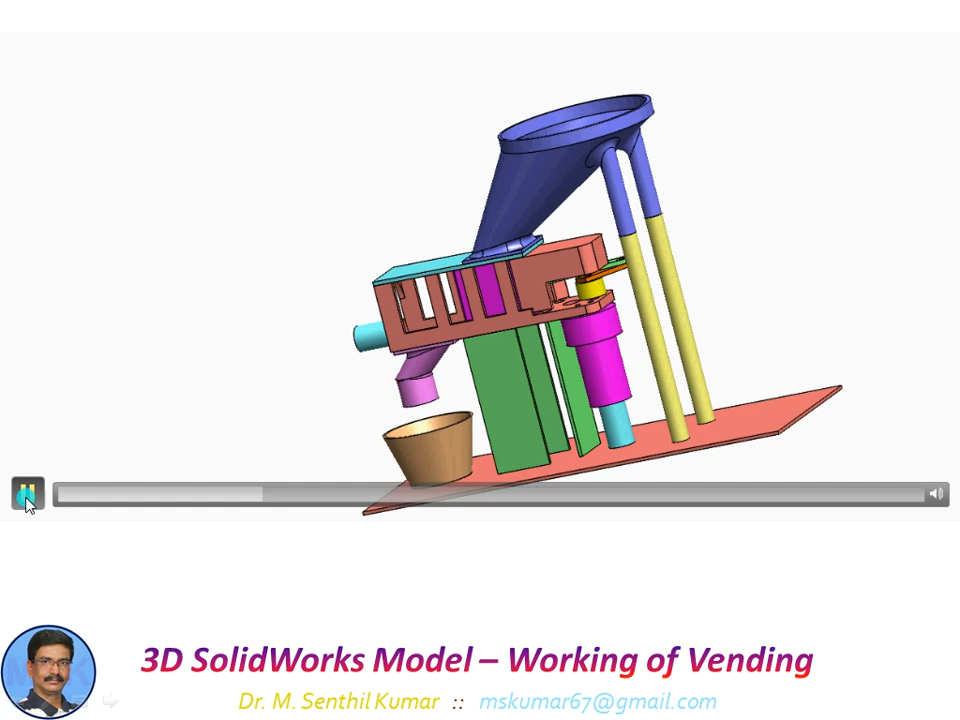 3D SolidWorks Model – Working of Vending
Dr. M. Senthil Kumar :: mskumar67@gmail.com